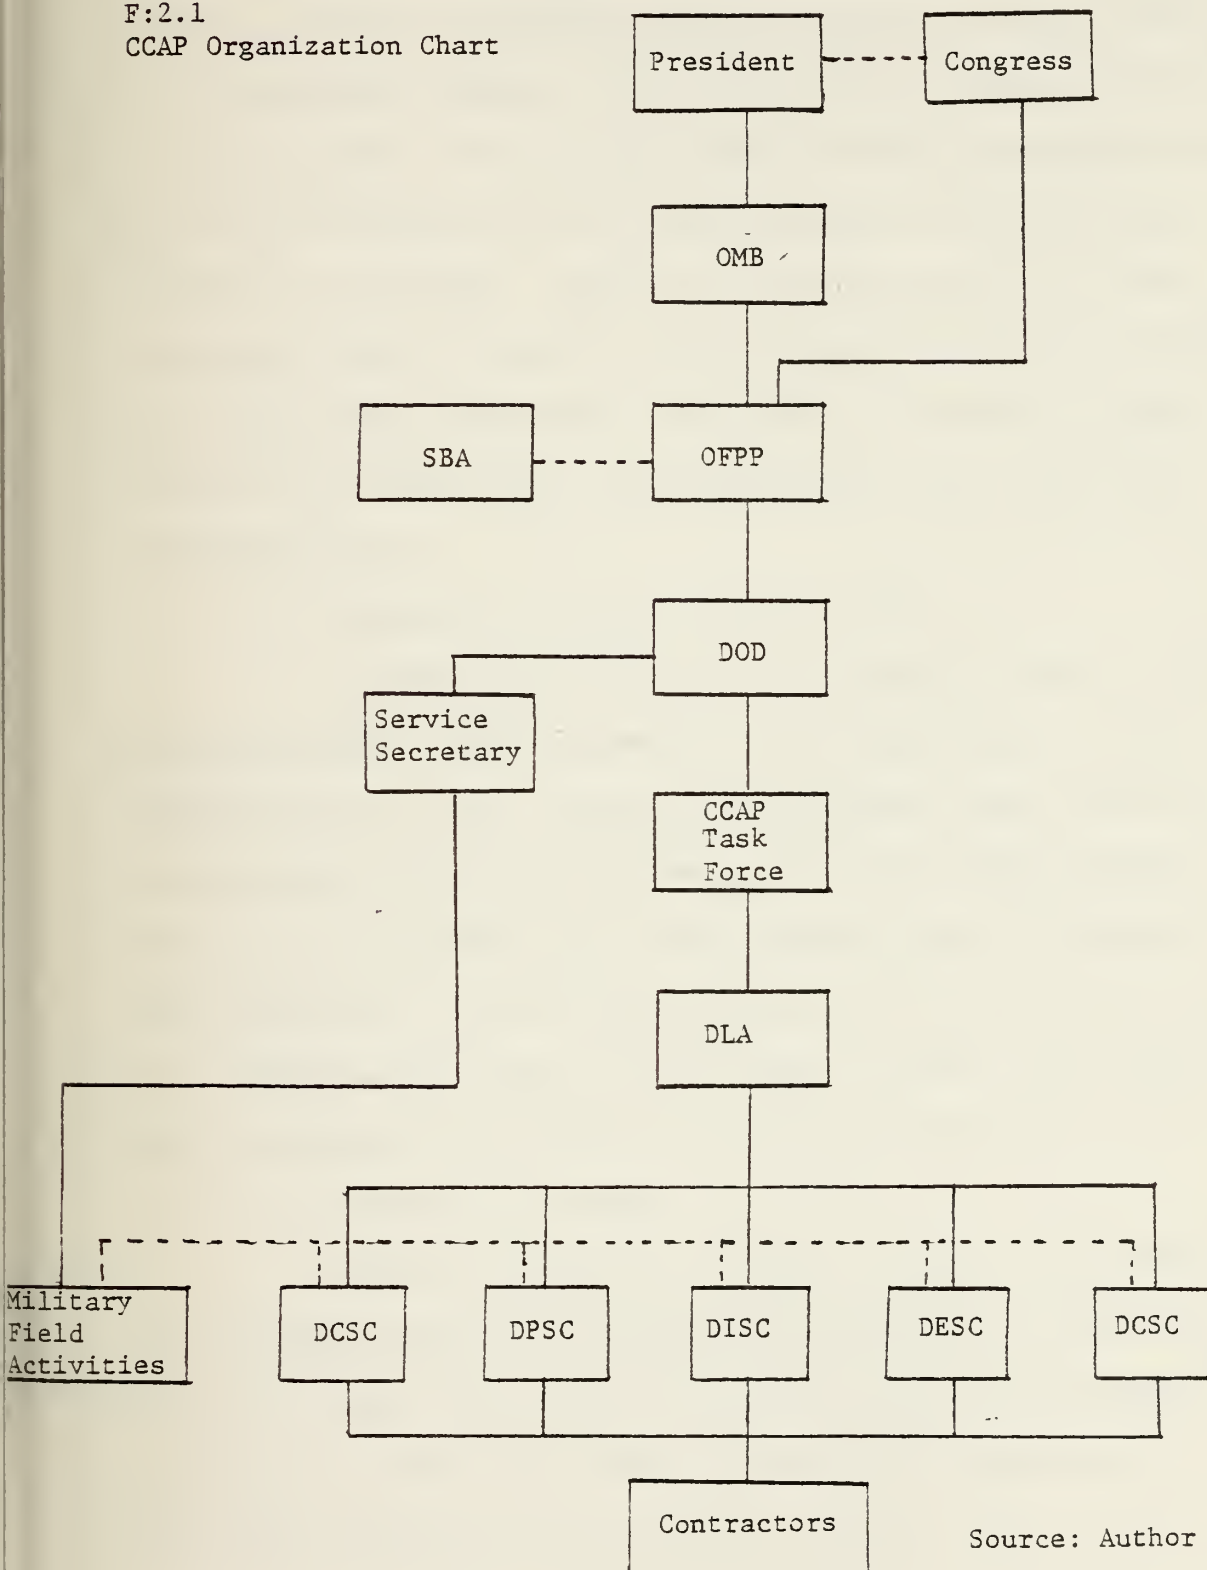 F:2.1
CCAP Organization Chart
President
Congress
OMB
SBA
OFPP
DOD
Service
Secretary
CCAP
Task
Force
DLA
Military
Field
Activities
DCSC
DPSC
DISC
DESC
DCSC
Contractors
Source: Author